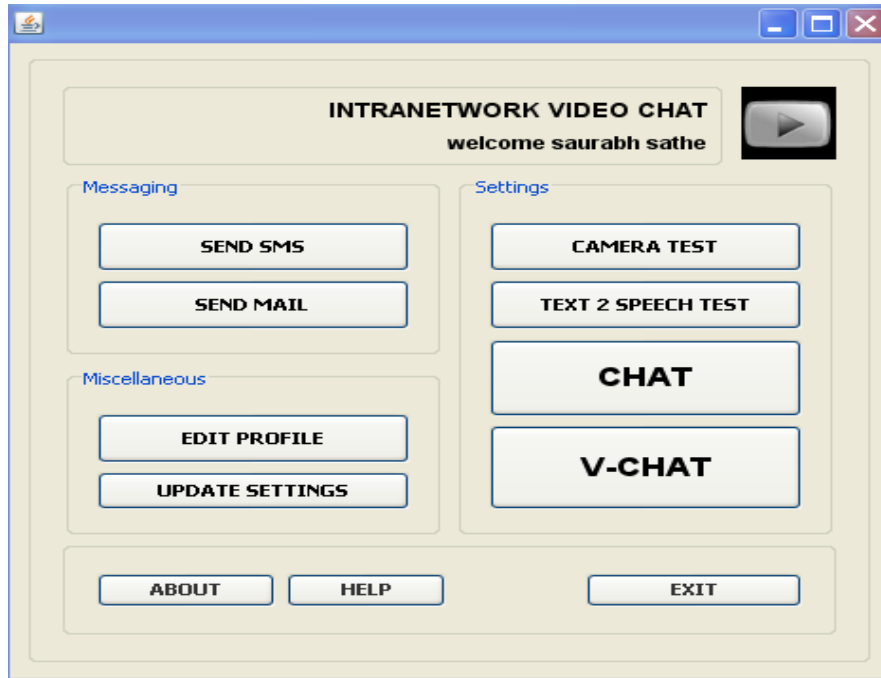 INTRANETWORK VIDEO CHAT
welcome saurabh sathe
Messaging
SEND SMS
SEND MAIL
Miscellaneous
EDIT PROFILE
UPDATE SETTINGS
Settings
CAMERA TEST
TEXT 2 SPEECH TEST
CHAT
V-CHAT
ABOUT
HELP
EXIT